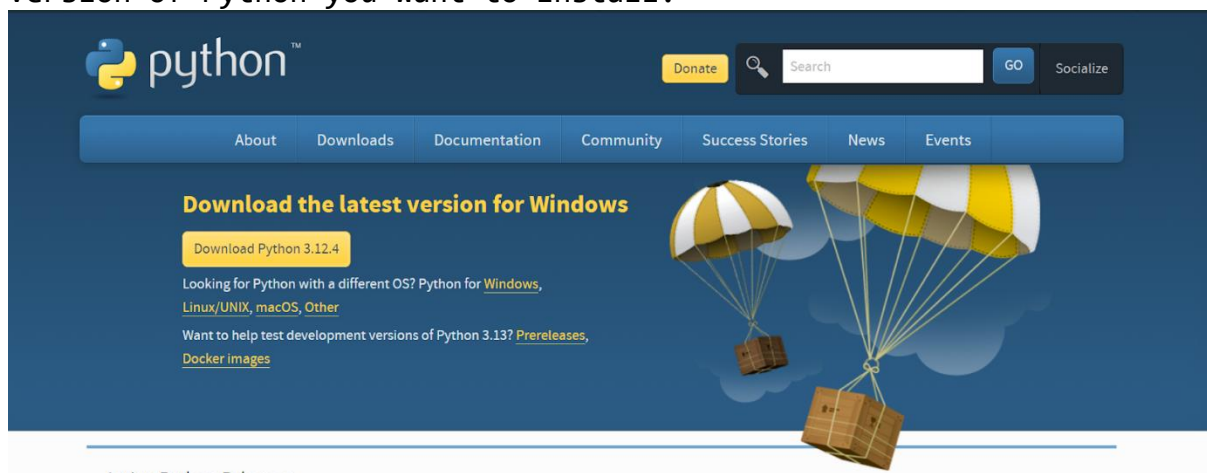 version of Python you want to install.
python™
Donate
Search
GO
Socialize
About Downloads Documentation Community Success Stories News Events
Download the latest version for Windows
Download Python 3.12.4
Looking for Python with a different OS? Python for Windows,
Linux/UNIX, macOS, Other
Want to help test development versions of Python 3.13? Prereleases,
Docker images